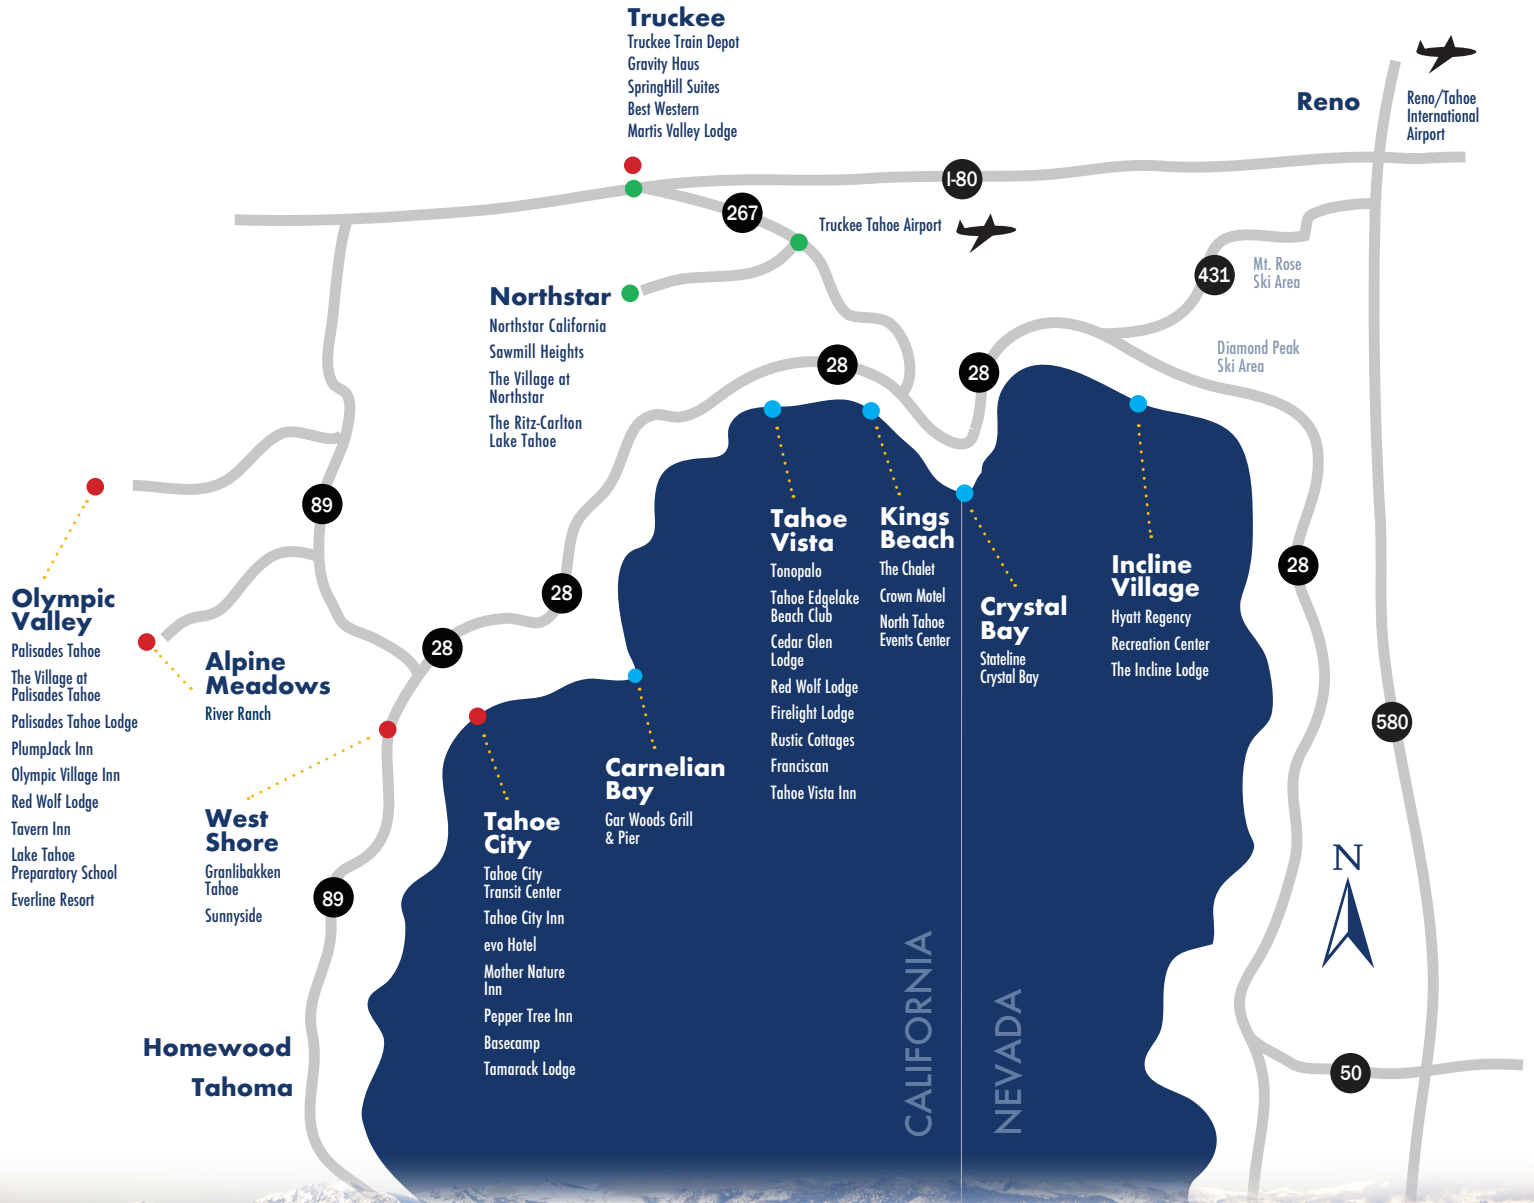 Truckee
Truckee Train Depot
Gravity Haus
SpringHill Suites
Best Western
Martis Valley Lodge
Reno
Reno/Tahoe
International
Airport
I-80
267
Truckee Tahoe Airport
431
Mt. Rose
Ski Area
Northstar
Northstar California
Sawmill Heights
The Village at
Northstar
The Ritz-Carlton
Lake Tahoe
28
28
Diamond Peak
Ski Area
89
28
28
28
Olympic
Valley
Palisades Tahoe
The Village at
Palisades Tahoe
Palisades Tahoe Lodge
PlumpJack Inn
Olympic Village Inn
Red Wolf Lodge
Tavern Inn
Lake Tahoe
Preparatory School
Everline Resort
Alpine
Meadows
River Ranch
West
Shore
Granlibakken
Tahoe
Sunnyside
89
Tahoe
City
Tahoe City
Transit Center
Tahoe City Inn
evo Hotel
Mother Nature
Inn
Pepper Tree Inn
Basecamp
Tamarack Lodge
Carnelian
Bay
Gar Woods Grill
& Pier
Tahoe
Vista
Tonopalo
Tahoe Edgelake
Beach Club
Cedar Glen
Lodge
Red Wolf Lodge
Firelight Lodge
Rustic Cottages
Franciscan
Tahoe Vista Inn
Kings
Beach
The Chalet
Crown Motel
North Tahoe
Events Center
Crystal
Bay
Stateline
Crystal Bay
Incline
Village
Hyatt Regency
Recreation Center
The Incline Lodge
580
N
CALIFORNIA
NEVADA
Homewood
Tahoma
50